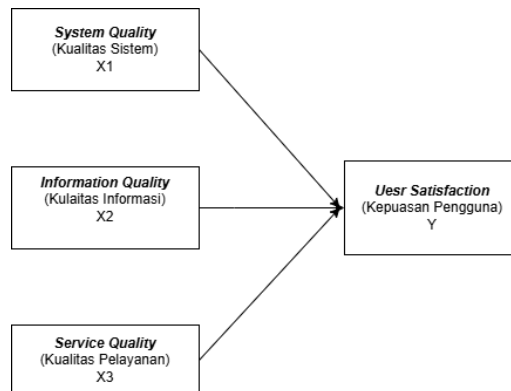 System Quality
(Kualitas Sistem)
X1
Information Quality
(Kulaitas Informasi)
X2
Uesr Satisfaction
(Kepuasan Pengguna)
Y
Service Quality
(Kualitas Pelayanan)
X3